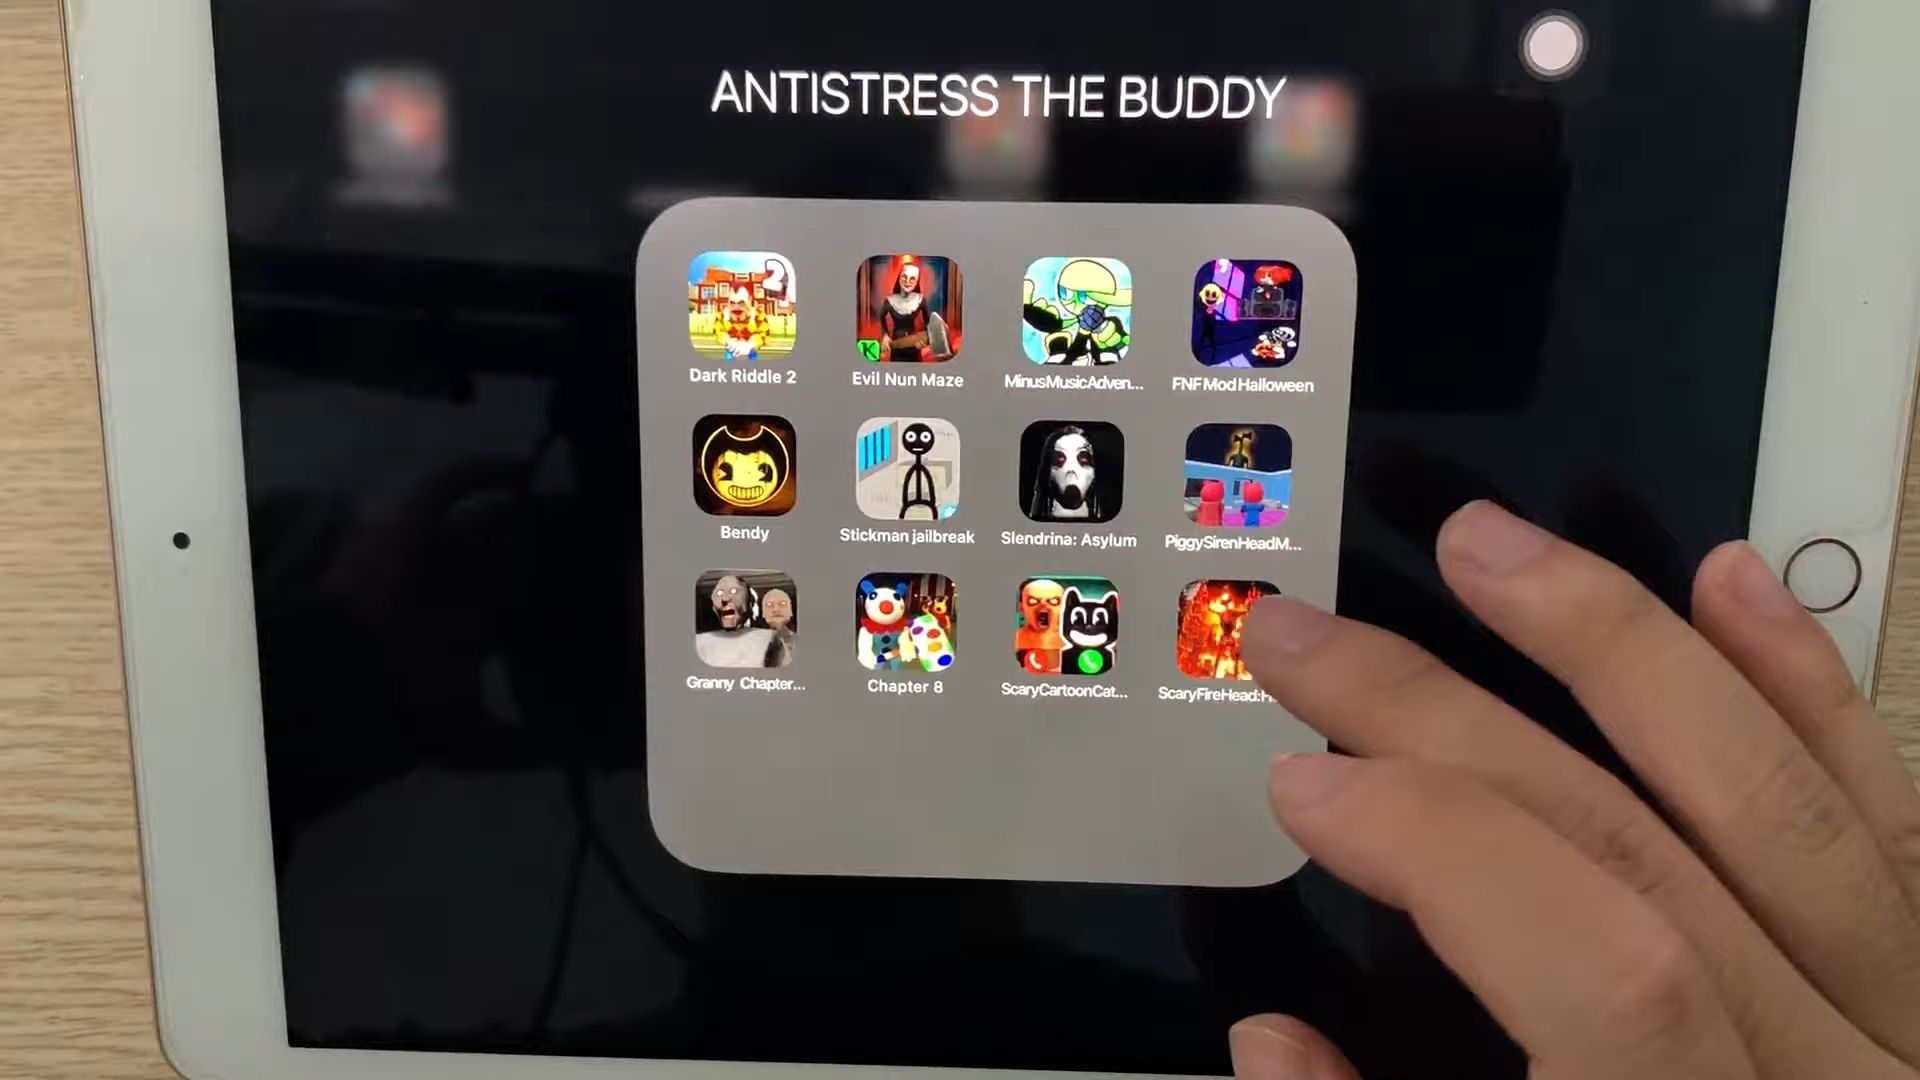 ANTISTRESS THE BUDDY
2
Dark Riddle 2
Evil Nun Maze
MinusMusicAdven...
FNF Mod Halloween
K
Bendy
Stickman jailbreak
Slendrina: Asylum
PiggySirenHeadM...
Granny Chapter...
Chapter 8
ScaryCartoonCat...
ScaryFireHead:H...